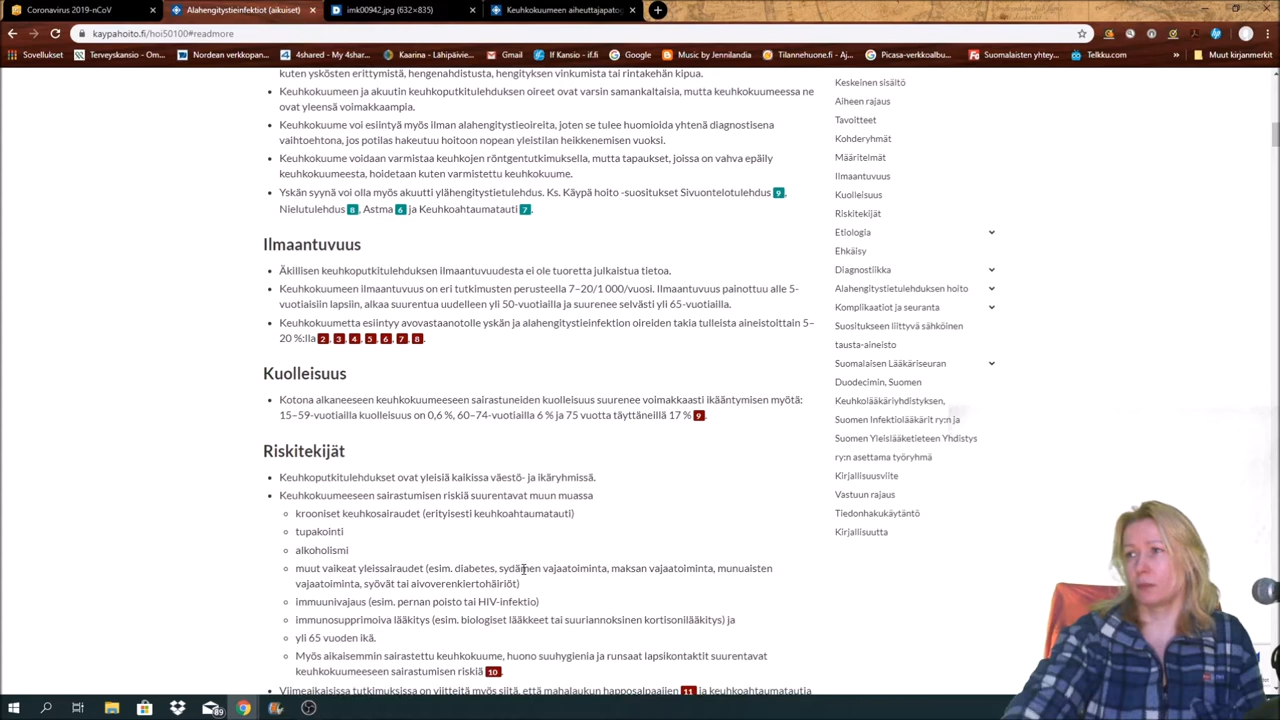 Coronavirus 2019-nCoV
Alahengitystieinfektiot (aikuiset)
imk00942.jpg (632×835)
Keuhkokuumeen aiheuttajapatog
kaypahoito.fi/hoi50100#readmore
Sovellukset
Terveyskansio - Om...
Nordean verkkopan...
4shared - My 4shar...
Kaarina - Lähipalvie...
Gmail
If Kansio - if.fi
Google
Music by Jennilandia
Tilannehuone.fi - Aj...
Picasa-verkkoalbu...
Suomalaisten yhtey...
Telkku.com
Muut kirjanmerkit
kuten yskösten erittymistä, hengenahdistusta, hengityksen vinkumista tai rintakehän kipua.
Keuhkokuumeen ja akuutin keuhkoputkitulehduksen oireet ovat varsin samankaltaisia, mutta keuhkokuumeessa ne
ovat yleensä voimakkaampia.
Keuhkokuume voi esiintyä myös ilman alahengitystieoireita, joten se tulee huomioida yhtenä diagnostisena
vaihtoehtona, jos potilas hakeutuu hoitoon nopean yleistilan heikkenemisen vuoksi.
Keuhkokuume voidaan varmistaa keuhkojen röntgentutkimuksella, mutta tapaukset, joissa on vahva epäily
keuhkokuumeesta, hoidetaan kuten varmistettu keuhkokuume.
Yskän syynä voi olla myös akuutti ylähengitystietulehdus. Ks. Käypä hoito -suositukset Sivuontelotulehdus 9,
Nielutulehdus 8, Astma 6 ja Keuhkoahtaumatauti 7.
Ilmaantuvuus
Äkillisen keuhkoputkitulehduksen ilmaantuvuudesta ei ole tuoretta julkaistua tietoa.
Keuhkokuumeen ilmaantuvuus on eri tutkimusten perusteella 7–20/1 000/vuosi. Ilmaantuvuus painottuu alle 5-
vuotiaisiin lapsiin, alkaa suurentua uudelleen yli 50-vuotiailla ja suurenee selvästi yli 65-vuotiailla.
Keuhkokuumetta esiintyy avovastaanotolle yskän ja alahengitystieinfektion oireiden takia tulleista aineistoittain 5–
20 %:lla 2, 3, 4, 5, 6, 7, 8.
Kuolleisuus
Kotona alkaneeseen keuhkokuumeeseen sairastuneiden kuolleisuus suurenee voimakkaasti ikääntymisen myötä:
15–59-vuotiailla kuolleisuus on 0,6 %, 60–74-vuotiailla 6 % ja 75 vuotta täyttäneillä 17 % 9.
Riskitekijät
Keuhkoputkitulehdukset ovat yleisiä kaikissa väestö- ja ikäryhmissä.
Keuhkokuumeeseen sairastumisen riskiä suurentavat muun muassa
krooniset keuhkosairaudet (erityisesti keuhkoahtaumatauti)
tupakointi
alkoholismi
muut vaikeat yleissairaudet (esim. diabetes, sydämen vajaatoiminta, maksan vajaatoiminta, munuaisten
vajaatoiminta, syövät tai aivoverenkiertohäiriöt)
immuunivajaus (esim. pernan poisto tai HIV-infektio)
immunosupprimoiva lääkitys (esim. biologiset lääkkeet tai suuriannoksinen kortisonilääkitys) ja
yli 65 vuoden ikä.
Myös aikaisemmin sairastettu keuhkokuume, huono suuhygienia ja runsaat lapsikontaktit suurentavat
keuhkokuumeeseen sairastumisen riskiä 10.
Viimeaikaisissa tutkimuksissa on viitteitä myös siitä, että mahalaukun happosalpaajien 11 ja keuhkoahtaumatautia
Keskeinen sisältö
Aiheen rajaus
Tavoitteet
Kohderyhmät
Määritelmät
Ilmaantuvuus
Kuolleisuus
Riskitekijät
Etiologia
Ehkäisy
Diagnostiikka
Alahengitystietulehduksen hoito
Komplikaatiot ja seuranta
Suositukseen liittyvä sähköinen
tausta-aineisto
Suomalaisen Lääkäriseuran
Duodecimin, Suomen
Keuhkolääkäriyhdistyksen,
Suomen Infektiolääkärit ry:n ja
Suomen Yleislääketieteen Yhdistys
ry:n asettama työryhmä
Kirjallisuusviite
Vastuun rajaus
Tiedonhakukäytäntö
Kirjallisuutta
89